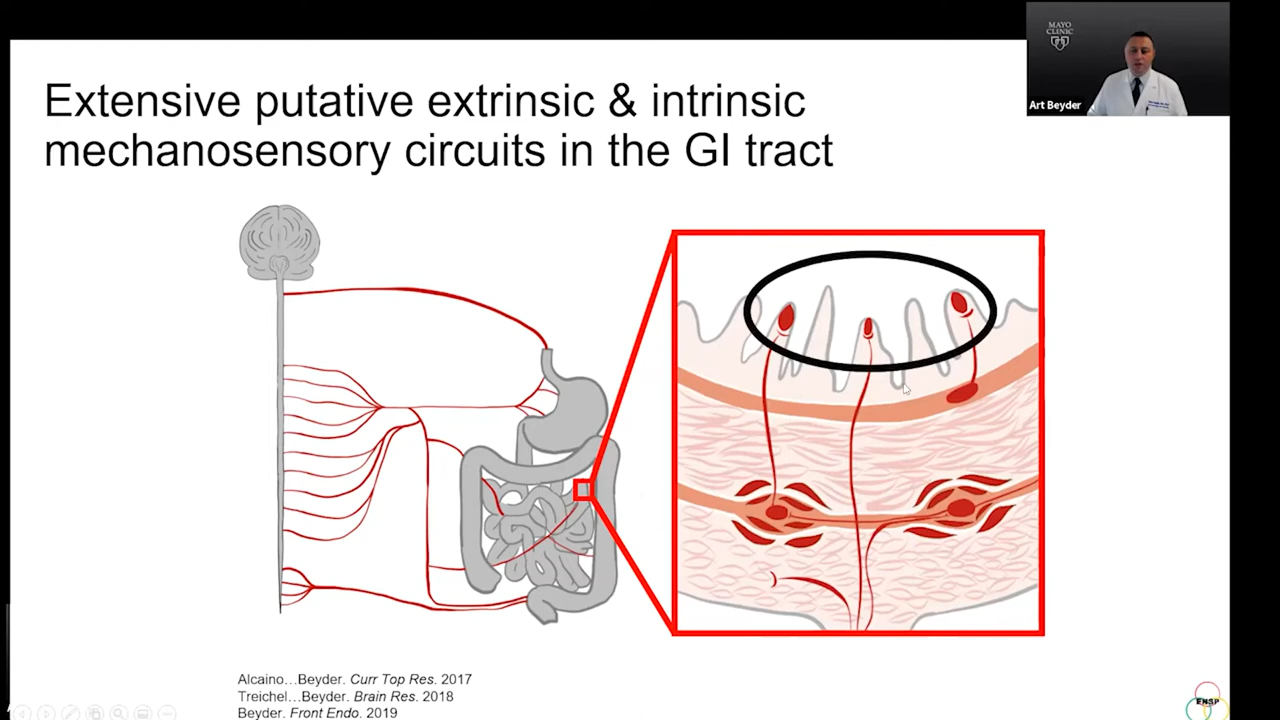 MAYO
CLINIC
Art Beyder
Extensive putative extrinsic & intrinsic
mechanosensory circuits in the GI tract
Alcaino…Beyder. Curr Top Res. 2017
Treichel…Beyder. Brain Res. 2018
Beyder. Front Endo. 2019
ENSP